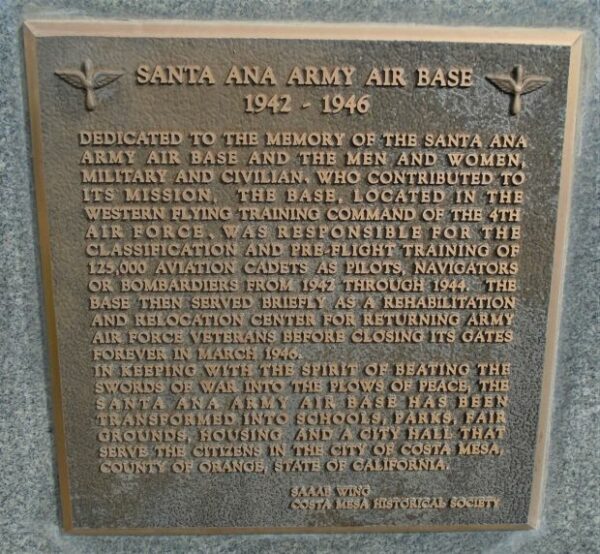 SANTA ANA ARMY AIR BASE
1942 - 1946
DEDICATED TO THE MEMORY OF THE SANTA ANA
ARMY AIR BASE AND THE MEN AND WOMEN,
MILITARY AND CIVILIAN, WHO CONTRIBUTED TO
ITS MISSION. THE BASE, LOCATED IN THE
WESTERN FLYING TRAINING COMMAND OF THE 4TH
AIR FORCE, WAS RESPONSIBLE FOR THE
CLASSIFICATION AND PRE-FLIGHT TRAINING OF
125,000 AVIATION CADETS AS PILOTS, NAVIGATORS
OR BOMBARDIERS FROM 1942 THROUGH 1944. THE
BASE THEN SERVED BRIEFLY AS A REHABILITATION
AND RELOCATION CENTER FOR RETURNING ARMY
AIR FORCE VETERANS BEFORE CLOSING ITS GATES
FOREVER IN MARCH 1946.
IN KEEPING WITH THE SPIRIT OF BEATING THE
SWORDS OF WAR INTO THE PLOWS OF PEACE, THE
SANTA ANA ARMY AIR BASE HAS BEEN
TRANSFORMED INTO SCHOOLS, PARKS, FAIR
GROUNDS, HOUSING AND A CITY HALL THAT
SERVE THE CITIZENS IN THE CITY OF COSTA MESA,
COUNTY OF ORANGE, STATE OF CALIFORNIA.
SAAAB WING
COSTA MESA HISTORICAL SOCIETY